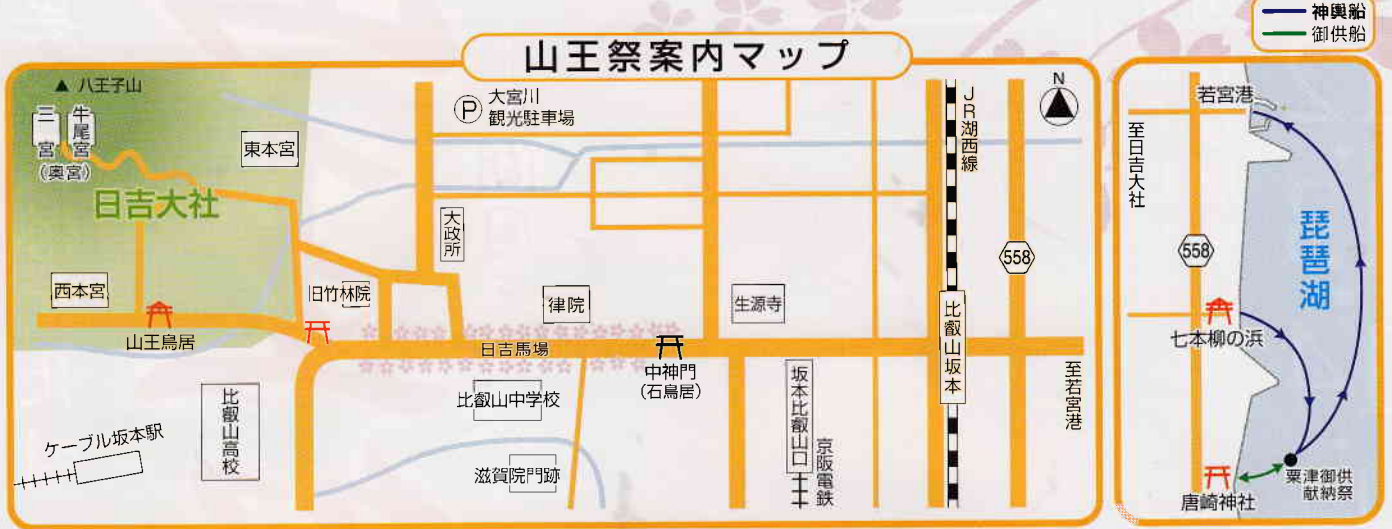 神輿船
御供船
山王祭案内マップ
▲ 八王子山
三宮
牛尾宮
(奥宮)
東本宮
日吉大社
西本宮
山王鳥居
P 大宮川
観光駐車場
大政所
旧竹林院
律院
生源寺
日吉馬場
中神門
(石鳥居)
比叡山中学校
滋賀院門跡
比叡山高校
ケーブル坂本駅
坂本比叡山口
京阪電鉄
JR湖西線
比叡山坂本
558
N
至若宮港
若宮港
至日吉大社
558
琵琶湖
七本柳の浜
唐崎神社
粟津御供
献納祭